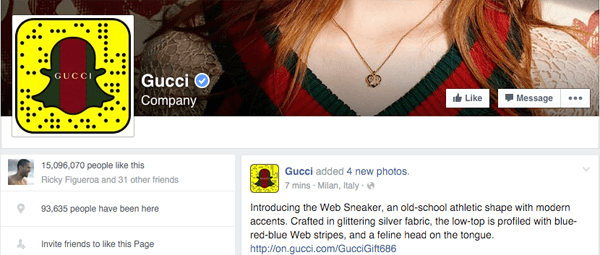 GUCCI
Gucci
Company
Like
Message
15,096,070 people like this
Ricky Figueroa and 31 other friends
93,635 people have been here
Invite friends to like this Page
Gucci added 4 new photos.
7 mins · Milan, Italy ·
Introducing the Web Sneaker, an old-school athletic shape with modern
accents. Crafted in glittering silver fabric, the low-top is profiled with blue-
red-blue Web stripes, and a feline head on the tongue.
http://on.gucci.com/GucciGift686